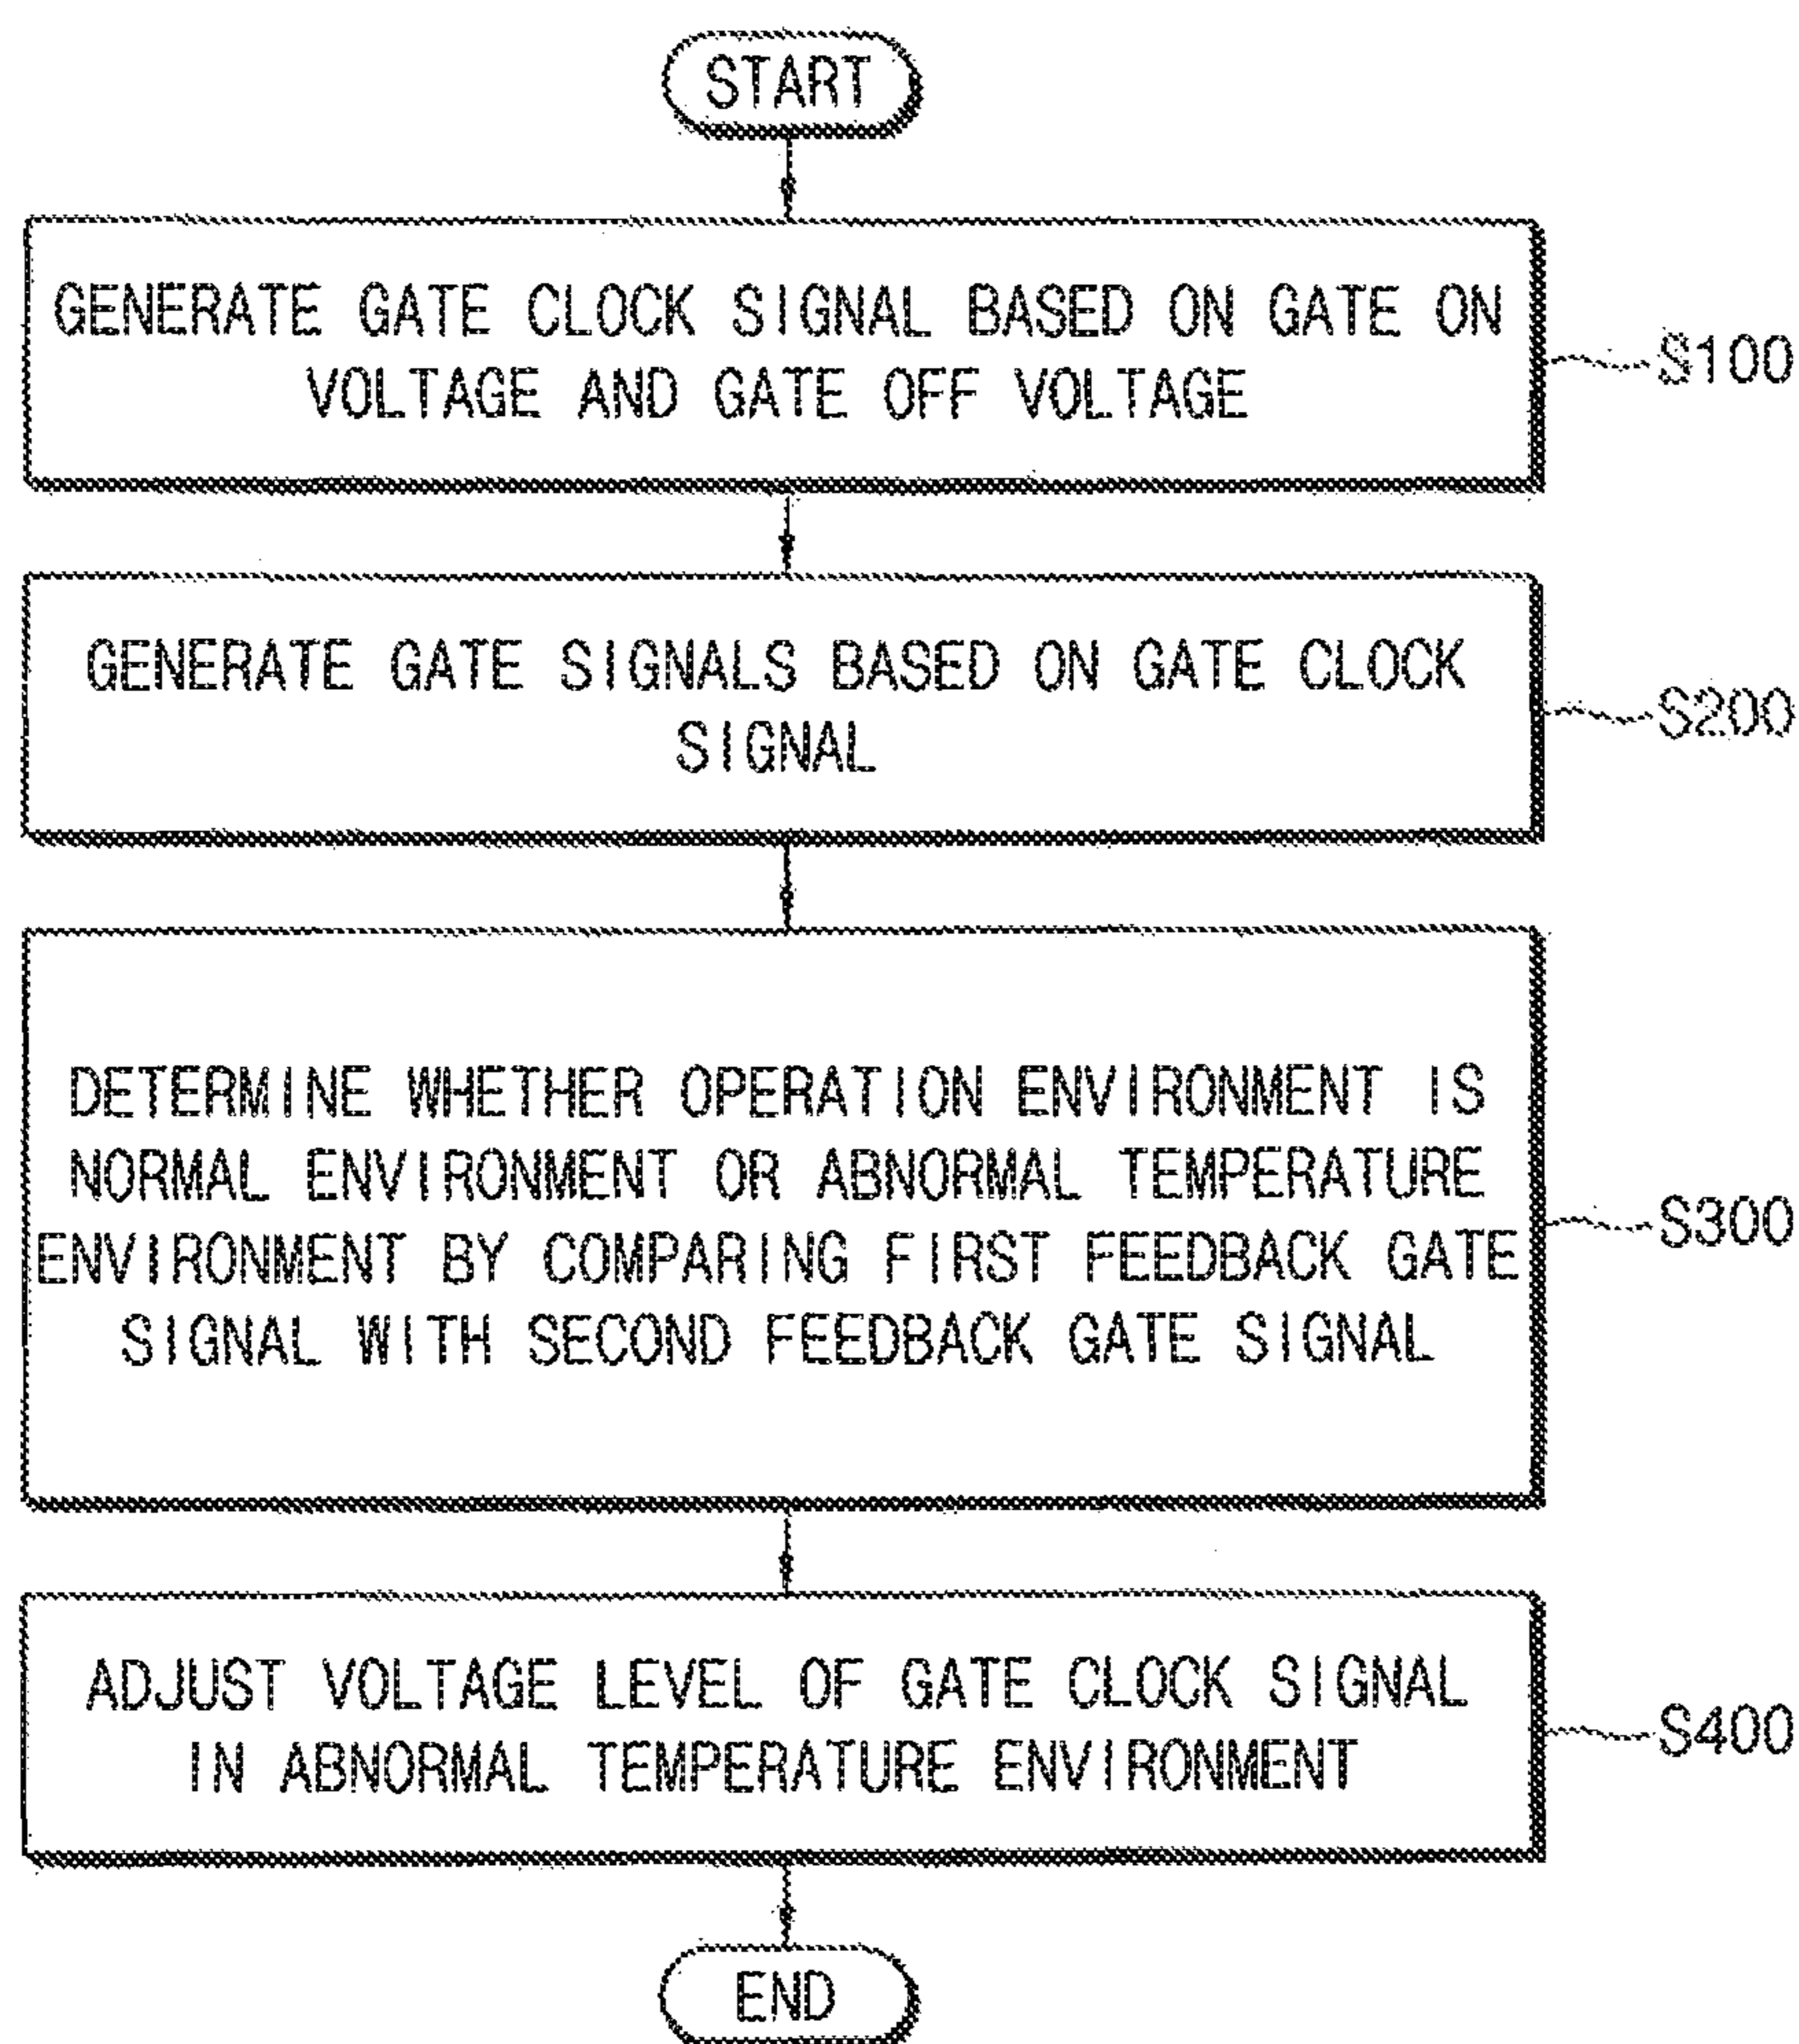 START
GENERATE GATE CLOCK SIGNAL BASED ON GATE ON
VOLTAGE AND GATE OFF VOLTAGE
S100
GENERATE GATE SIGNALS BASED ON GATE CLOCK
SIGNAL
S200
DETERMINE WHETHER OPERATION ENVIRONMENT IS
NORMAL ENVIRONMENT OR ABNORMAL TEMPERATURE
ENVIRONMENT BY COMPARING FIRST FEEDBACK GATE
SIGNAL WITH SECOND FEEDBACK GATE SIGNAL
S300
ADJUST VOLTAGE LEVEL OF GATE CLOCK SIGNAL
IN ABNORMAL TEMPERATURE ENVIRONMENT
S400
END